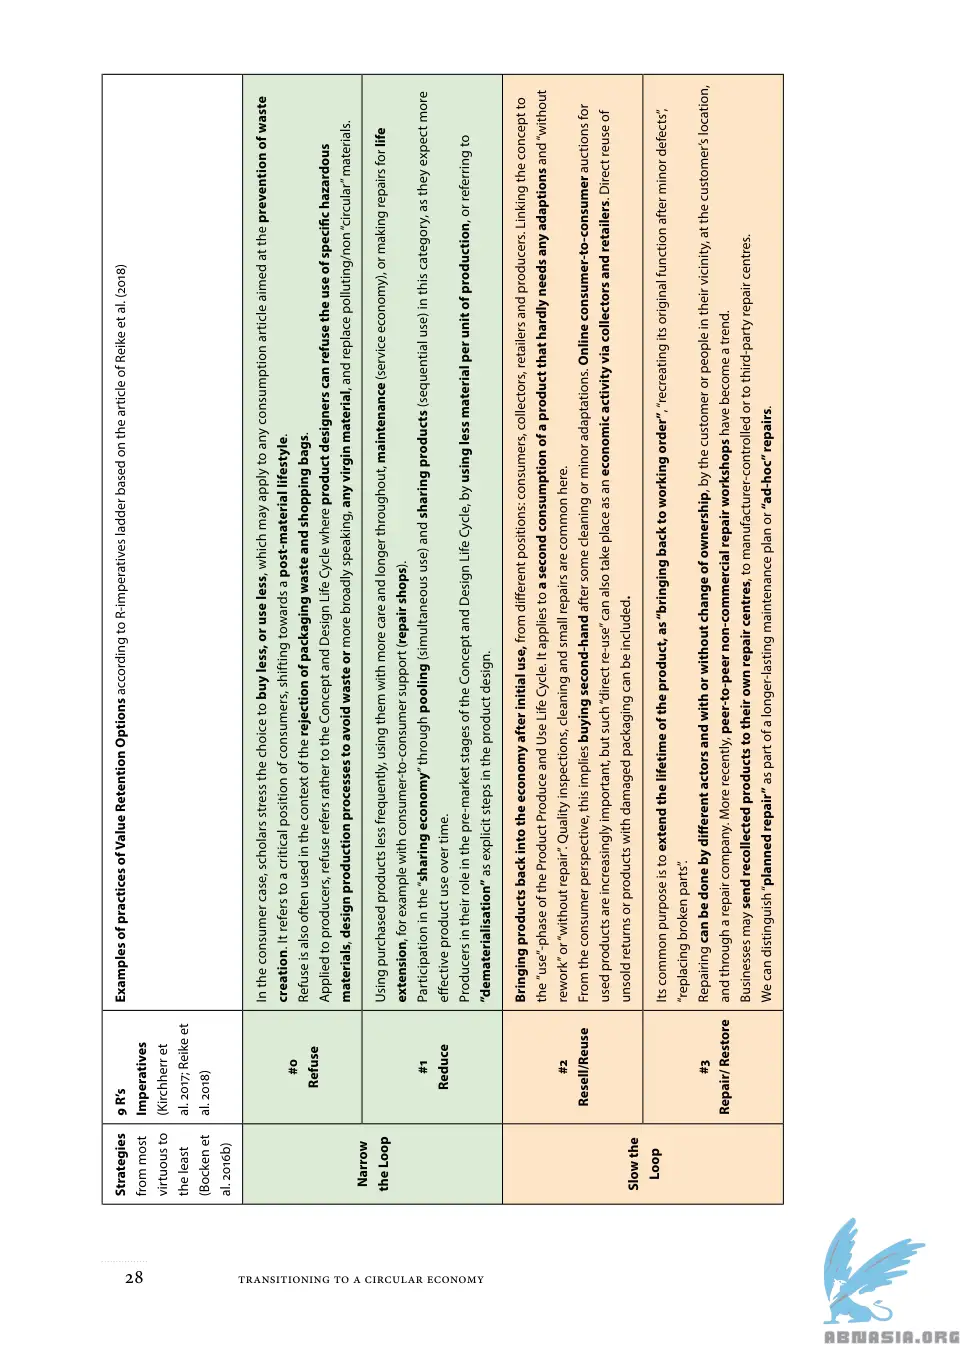 Strategies
from most
virtuous to
the least
(Bocken et
al. 2016b)
9 R's
Imperatives
(Kirchherr et
al. 2017; Reike et
al. 2018)
Examples of practices of Value Retention Options according to R-imperatives ladder based on the article of Reike et al. (2018)
Narrow
the Loop
#0
Refuse
In the consumer case, scholars stress the choice to buy less, or use less, which may apply to any consumption article aimed at the prevention of waste
creation. It refers to a critical position of consumers, shifting towards a post-material lifestyle.
Refuse is also often used in the context of the rejection of packaging waste and shopping bags.
Applied to producers, refuse refers rather to the Concept and Design Life Cycle where product designers can refuse the use of specific hazardous
materials, design production processes to avoid waste or more broadly speaking, any virgin material, and replace polluting/non "circular" materials.
#1
Reduce
Using purchased products less frequently, using them with more care and longer throughout, maintenance (service economy), or making repairs for life
extension, for example with consumer-to-consumer support (repair shops).
Participation in the "sharing economy" through pooling (simultaneous use) and sharing products (sequential use) in this category, as they expect more
effective product use over time.
Producers in their role in the pre-market stages of the Concept and Design Life Cycle, by using less material per unit of production, or referring to
"dematerialisation" as explicit steps in the product design.
Slow the
Loop
#2
Resell/Reuse
Bringing products back into the economy after initial use, from different positions: consumers, collectors, retailers and producers. Linking the concept to
the "use"-phase of the Product Produce and Use Life Cycle. It applies to a second consumption of a product that hardly needs any adaptions and "without
rework" or "without repair". Quality inspections, cleaning and small repairs are common here.
From the consumer perspective, this implies buying second-hand after some cleaning or minor adaptations. Online consumer-to-consumer auctions for
used products are increasingly important, but such "direct re-use" can also take place as an economic activity via collectors and retailers. Direct reuse of
unsold returns or products with damaged packaging can be included.
#3
Repair/ Restore
Its common purpose is to extend the lifetime of the product, as "bringing back to working order", "recreating its original function after minor defects",
"replacing broken parts".
Repairing can be done by different actors and with or without change of ownership, by the customer or people in their vicinity, at the customer's location,
and through a repair company. More recently, peer-to-peer non-commercial repair workshops have become a trend.
Businesses may send recollected products to their own repair centres, to manufacturer-controlled or to third-party repair centres.
We can distinguish "planned repair" as part of a longer-lasting maintenance plan or "ad-hoc" repairs.
28 TRANSITIONING TO A CIRCULAR ECONOMY
ABNASIA.ORG